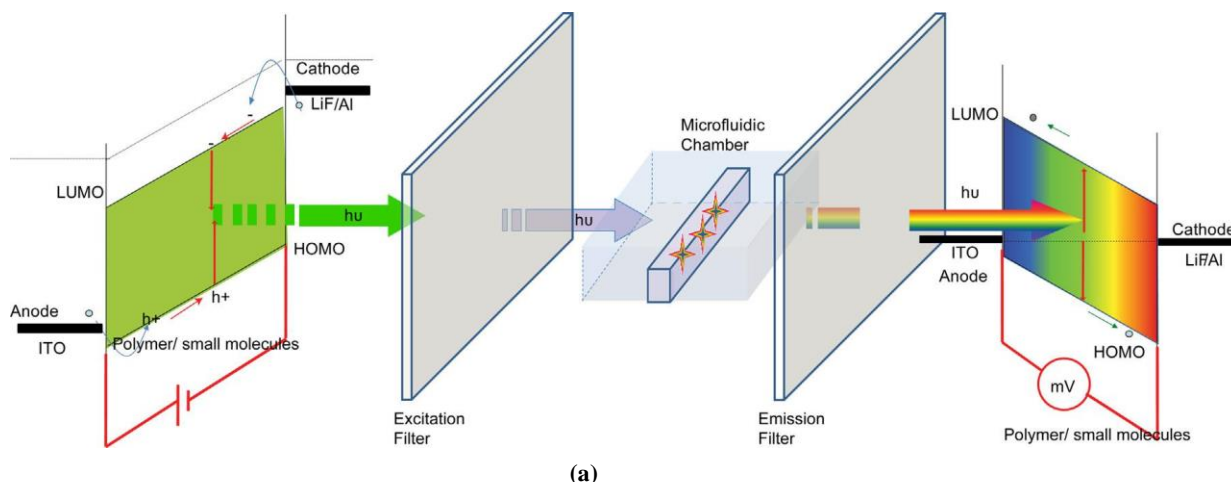 Cathode
LiF/Al
-
-
LUMO
hυ
HOMO
Anode
h+
h+
ITO
Polymer/ small molecules
Excitation
Filter
hυ
Microfluidic
Chamber
Emission
Filter
LUMO
hυ
ITO
Anode
Cathode
LiF/Al
HOMO
mV
Polymer/ small molecules
(a)